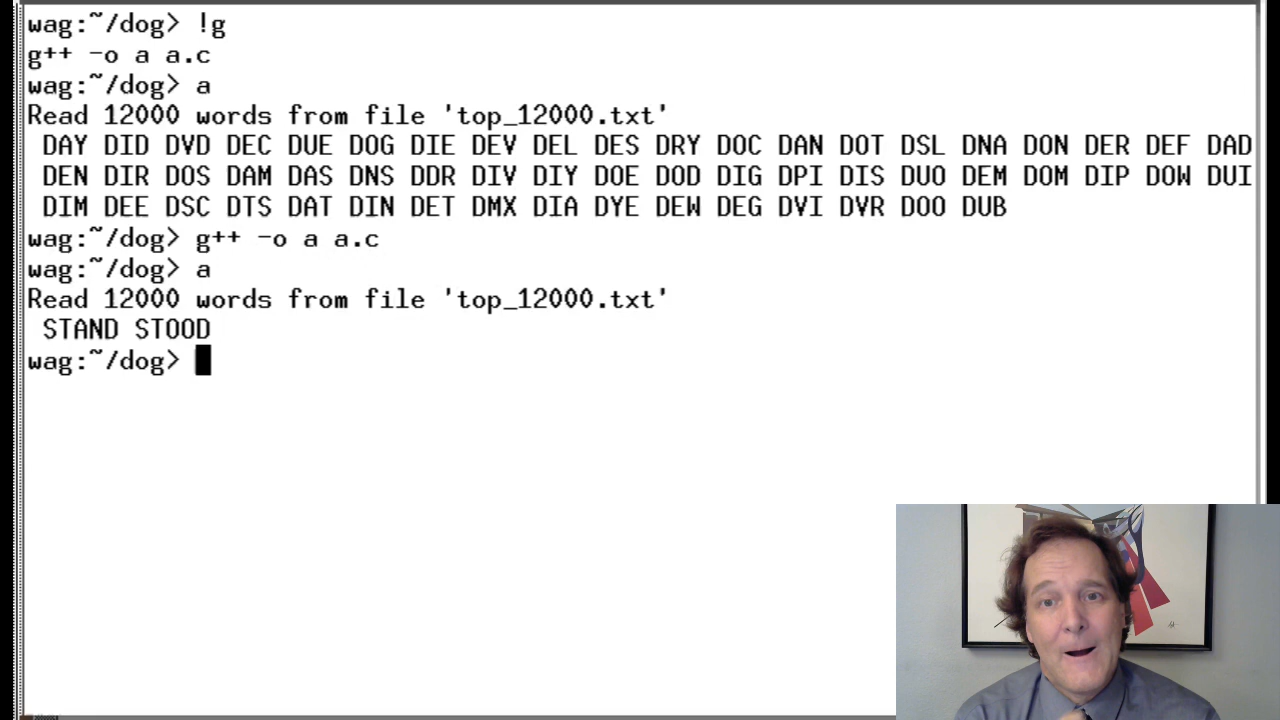 wag:~/dog> !g
g++ -o a a.c
wag:~/dog> a
Read 12000 words from file 'top_12000.txt'
DAY DID DVD DEC DUE DOG DIE DEV DEL DES DRY DOC DAN DOT DSL DNA DON DER DEF DAD
DEN DIR DOS DAM DAS DNS DDR DIV DIY DOE DOD DIG DPI DIS DUO DEM DOM DIP DOW DUI
DIM DEE DSC DTS DAT DIN DET DMX DIA DYE DEW DEG DVI DVR DOO DUB
wag:~/dog> g++ -o a a.c
wag:~/dog> a
Read 12000 words from file 'top_12000.txt'
STAND STOOD
wag:~/dog>